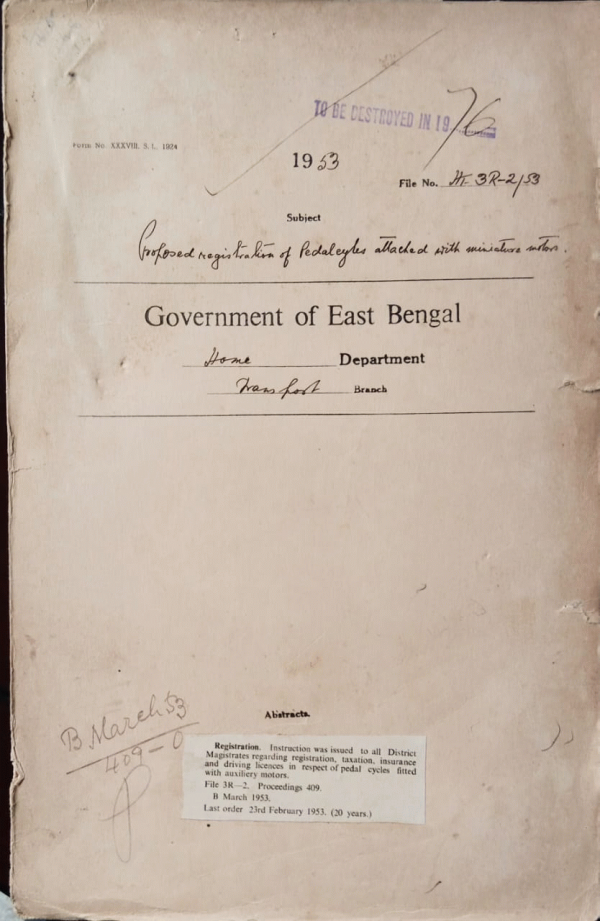 TO BE DESTROYED IN 1976
Form No. XXXVIII. S. L. 1924
1953
File No. Ht. 3R-2/53
Subject
Proposed registration of Pedalcycles attached with miniature motors.
Government of East Bengal
Home Department
Transport Branch
Abstracts.
B March 53
409-0
Registration. Instruction was issued to all District
Magistrates regarding registration, taxation, insurance
and driving licences in respect of pedal cycles fitted
with auxiliery motors.
File 3R—2. Proceedings 409.
B March 1953.
Last order 23rd February 1953. (20 years.)